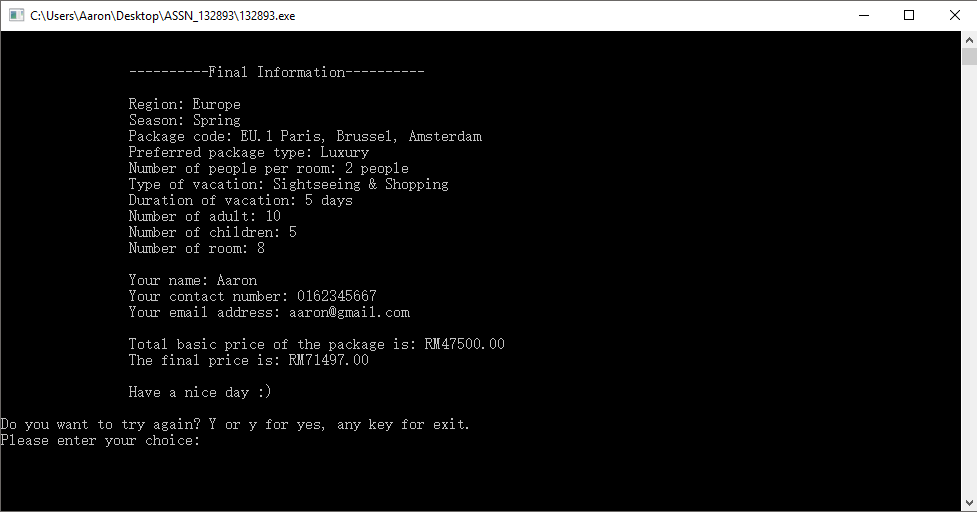 C:\Users\Aaron\Desktop\ASSN_132893\132893.exe
----------Final Information----------
Region: Europe
Season: Spring
Package code: EU.1 Paris, Brussel, Amsterdam
Preferred package type: Luxury
Number of people per room: 2 people
Type of vacation: Sightseeing & Shopping
Duration of vacation: 5 days
Number of adult: 10
Number of children: 5
Number of room: 8
Your name: Aaron
Your contact number: 0162345667
Your email address: aaron@gmail.com
Total basic price of the package is: RM47500.00
The final price is: RM71497.00
Have a nice day :)
Do you want to try again? Y or y for yes, any key for exit.
Please enter your choice: